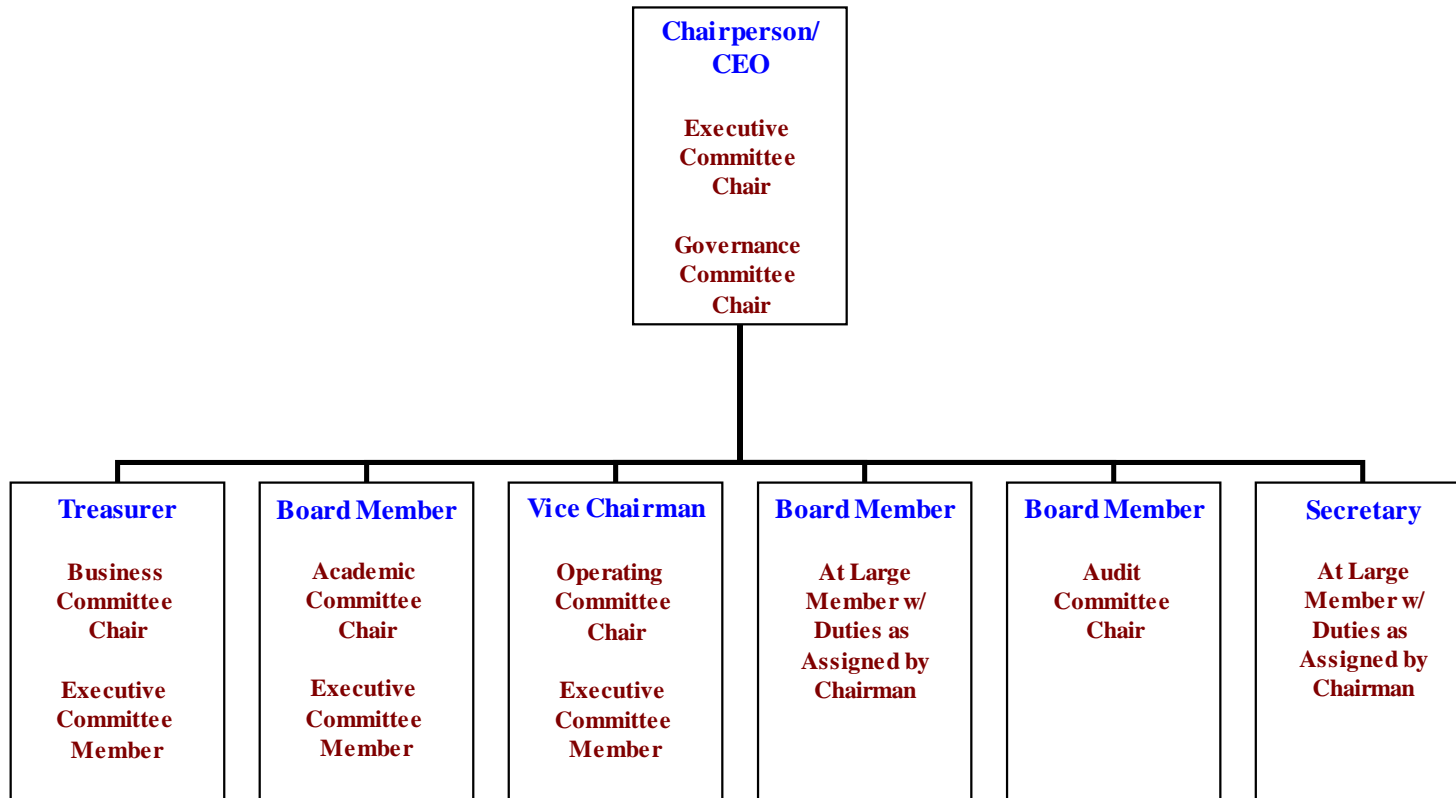 Chairperson/
CEO
Executive
Committee
Chair
Governance
Committee
Chair
Treasurer
Business
Committee
Chair
Executive
Committee
Member
Board Member
Academic
Committee
Chair
Executive
Committee
Member
Vice Chairman
Operating
Committee
Chair
Executive
Committee
Member
Board Member
At Large
Member w/
Duties as
Assigned by
Chairman
Board Member
Audit
Committee
Chair
Secretary
At Large
Member w/
Duties as
Assigned by
Chairman